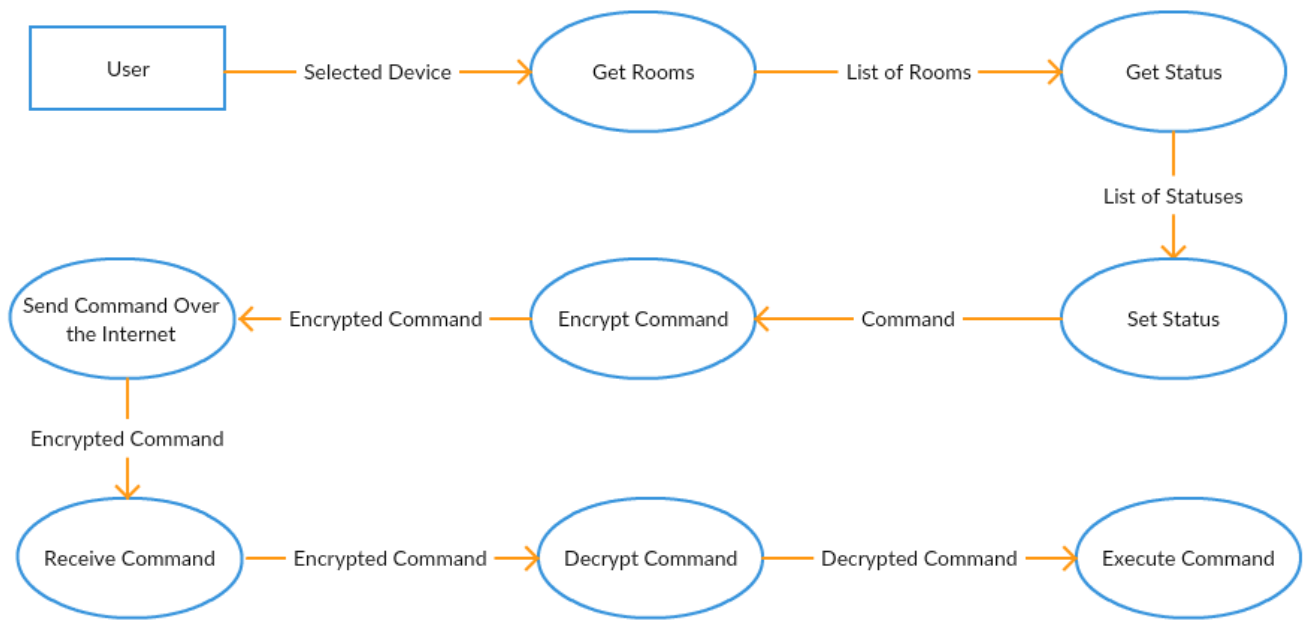 User
Selected Device
Get Rooms
List of Rooms
Get Status
List of Statuses
Set Status
Command
Encrypt Command
Encrypted Command
Send Command Over
the Internet
Encrypted Command
Receive Command
Encrypted Command
Decrypt Command
Decrypted Command
Execute Command